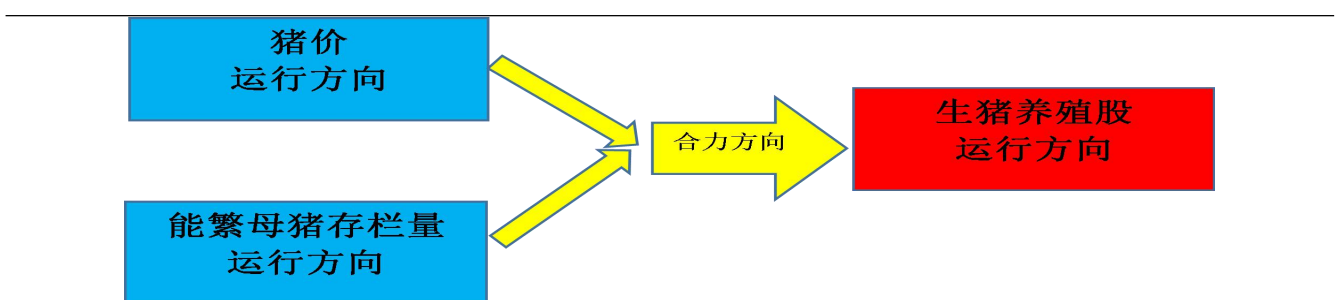 猪价
运行方向
合力方向
生猪养殖股
运行方向
能繁母猪存栏量
运行方向